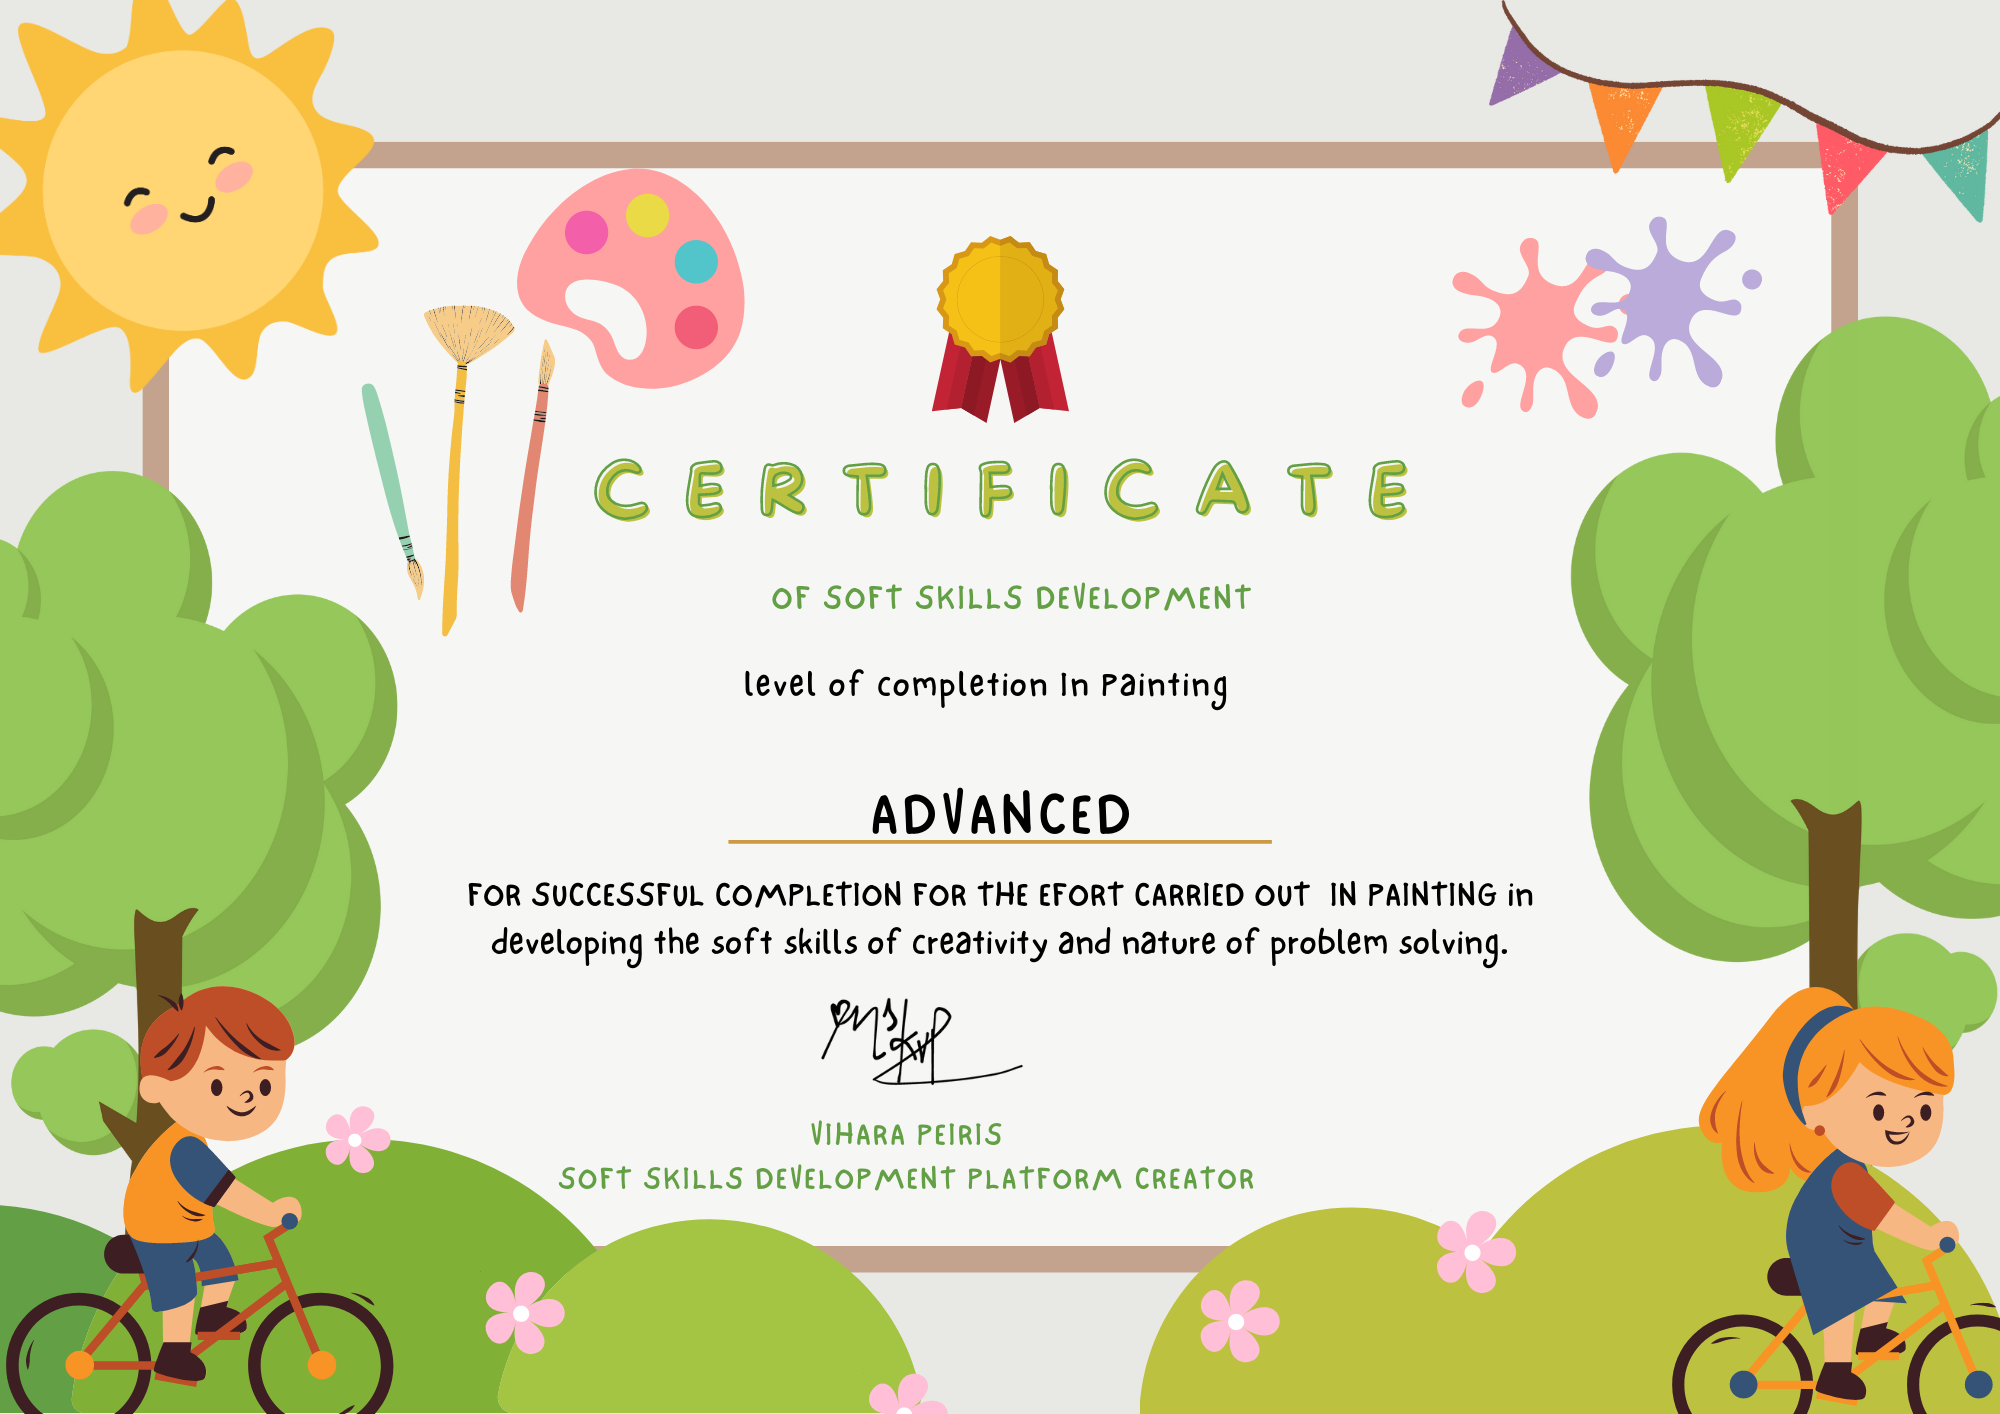 CERTIFICATE
OF SOFT SKILLS DEVELOPMENT
level of completion In Painting
ADVANCED
FOR SUCCESSFUL COMPLETION FOR THE EFORT CARRIED OUT IN PAINTING in
developing the soft skills of creativity and nature of problem solving.
VIHARA PEIRIS
SOFT SKILLS DEVELOPMENT PLATFORM CREATOR